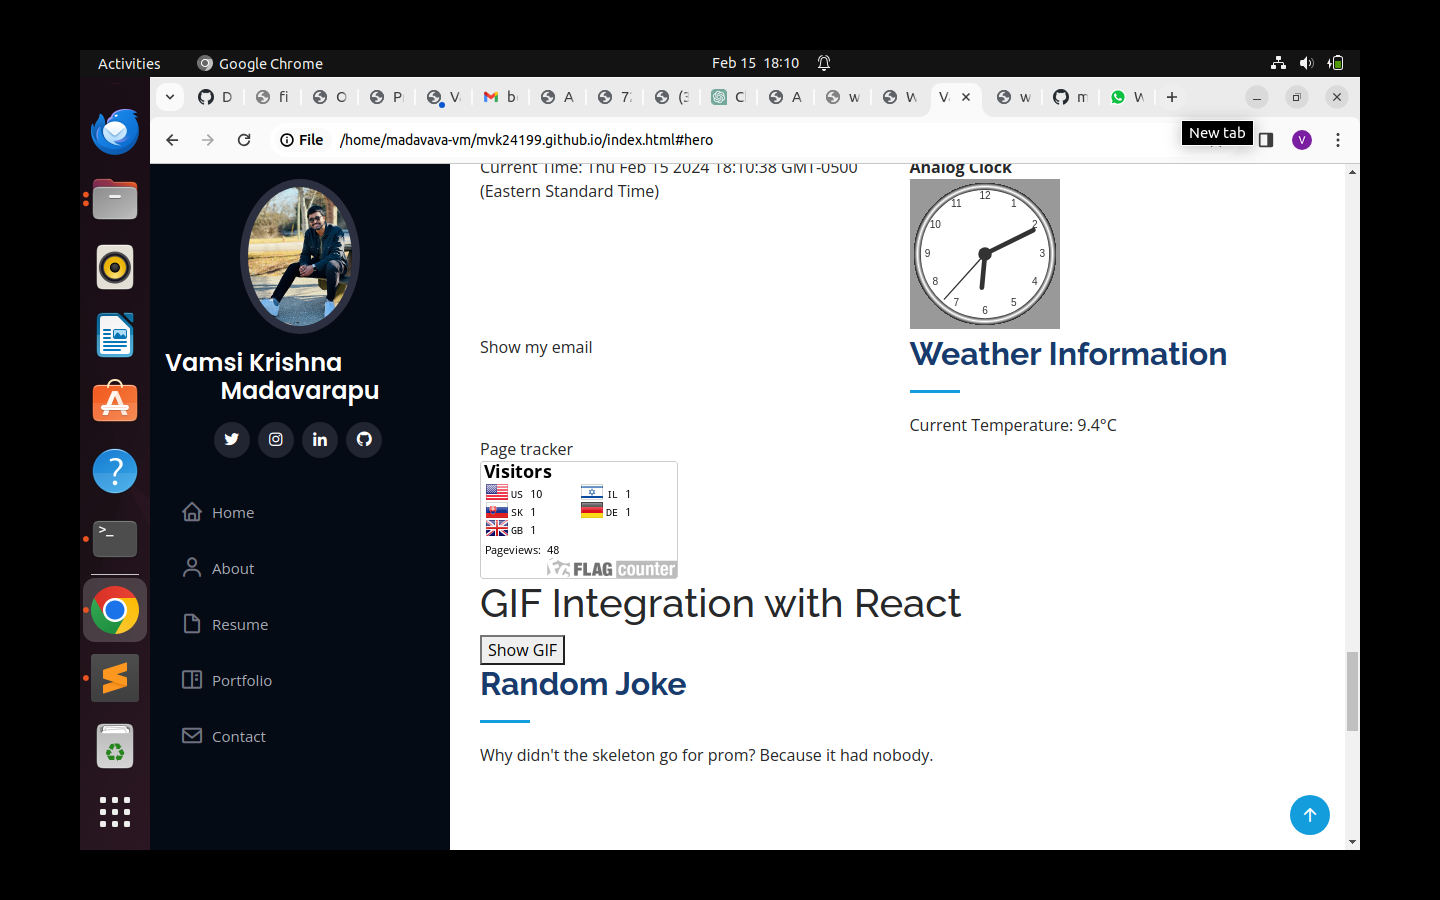 Activities
Google Chrome
Feb 15 18:10
D
fi
O
P
V
b
A
7
(3
C
A
w
W
V
w
m
W
File
/home/madavava-vm/mvk24199.github.io/index.html#hero
New tab
V
Vamsi Krishna
Madavarapu
Home
About
Resume
Portfolio
Contact
Current Time: Thu Feb 15 2024 18:10:38 GMT-0500
(Eastern Standard Time)
Analog Clock
12
1
2
3
4
5
6
7
8
9
10
11
Show my email
Weather Information
Current Temperature: 9.4°C
Page tracker
Visitors
US 10 IL 1
SK 1 DE 1
GB 1
Pageviews: 48
FLAG counter
GIF Integration with React
Show GIF
Random Joke
Why didn't the skeleton go for prom? Because it had nobody.